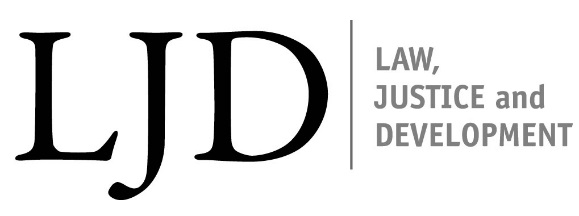 LJD
LAW,
JUSTICE and
DEVELOPMENT